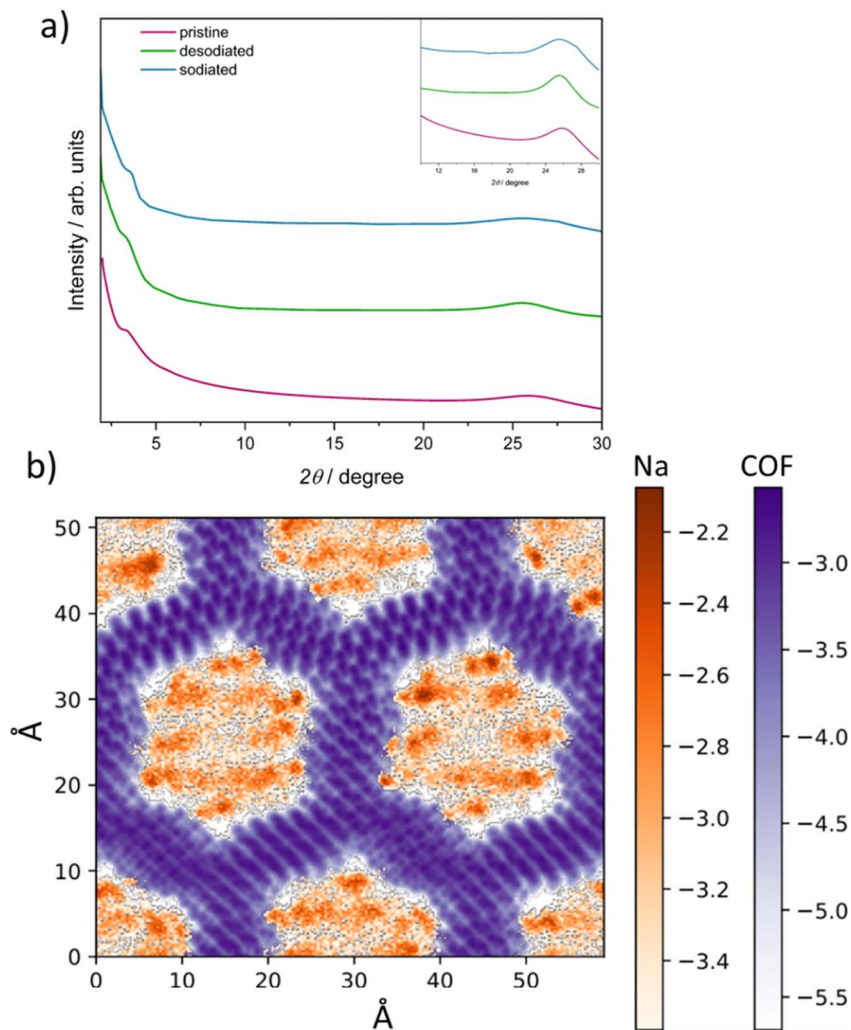 a)
pristine
desodiated
sodiated
12 16 20 24 28
2θ / degree
Intensity / arb. units
5 10 15 20 25 30
2θ / degree
b)
Na COF
50
40
30
20
10
0
Å
0 10 20 30 40 50
Å
−2.2
−2.4
−2.6
−2.8
−3.0
−3.2
−3.4
−3.0
−3.5
−4.0
−4.5
−5.0
−5.5